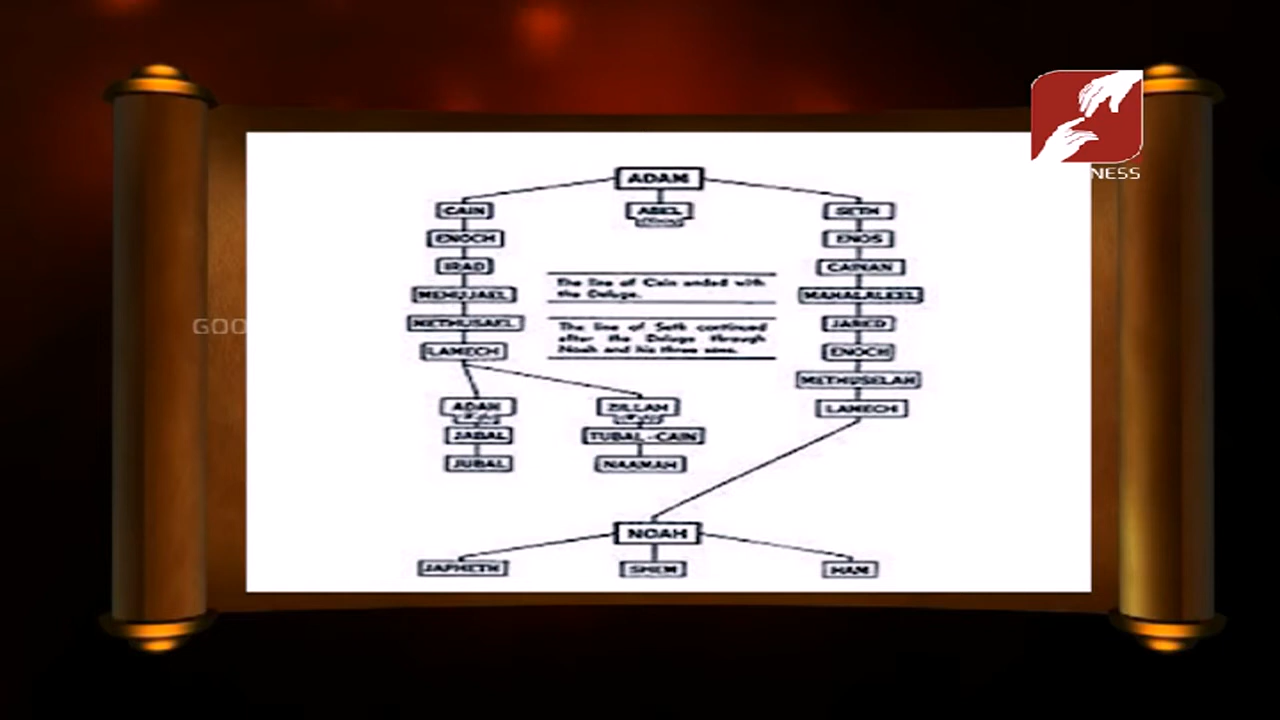 NESS
ADAM
CAIN ABEL SETH
ENOCH ENOS
IRAD CAINAN
The line of Cain ended with
the Deluge.
MEHUJAEL MAHALALEEL
GOO
METHUSAEL JARED
The line of Seth continued
after the Deluge through
Noah and his three sons.
LAMECH ENOCH
METHUSELAH
ADAH ZILLAH LAMECH
JABAL TUBAL-CAIN
JUBAL NAAMAH
NOAH
JAPHETH SHEM HAM